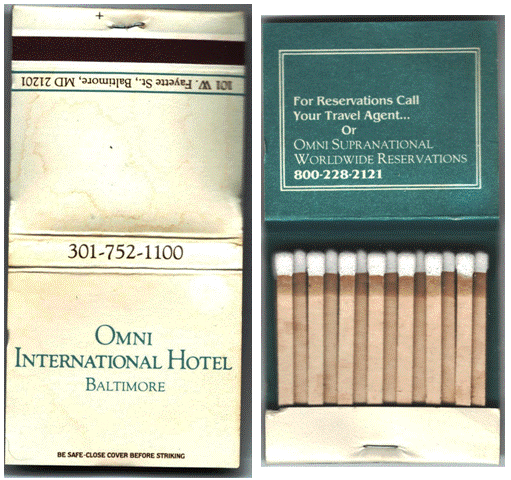 101 W. Fayette St., Baltimore, MD 21201
301-752-1100
OMNI
INTERNATIONAL HOTEL
BALTIMORE
BE SAFE-CLOSE COVER BEFORE STRIKING
For Reservations Call
Your Travel Agent...
Or
OMNI SUPRANATIONAL
WORLDWIDE RESERVATIONS
800-228-2121